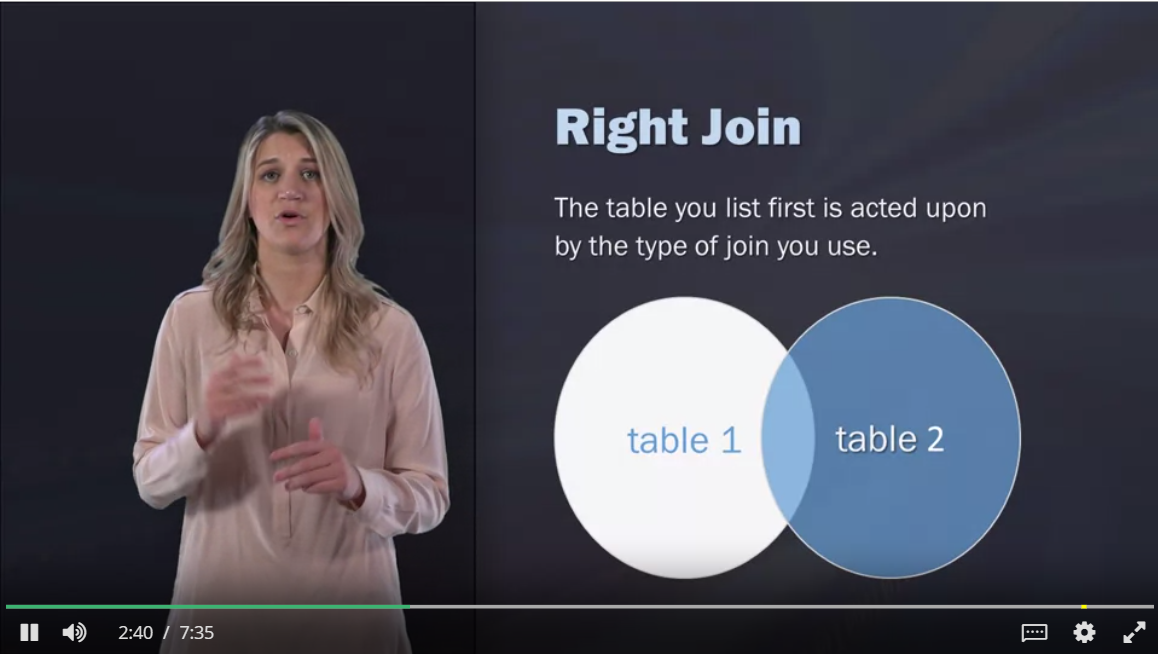 Right Join
The table you list first is acted upon
by the type of join you use.
table 1
table 2
2:40 / 7:35